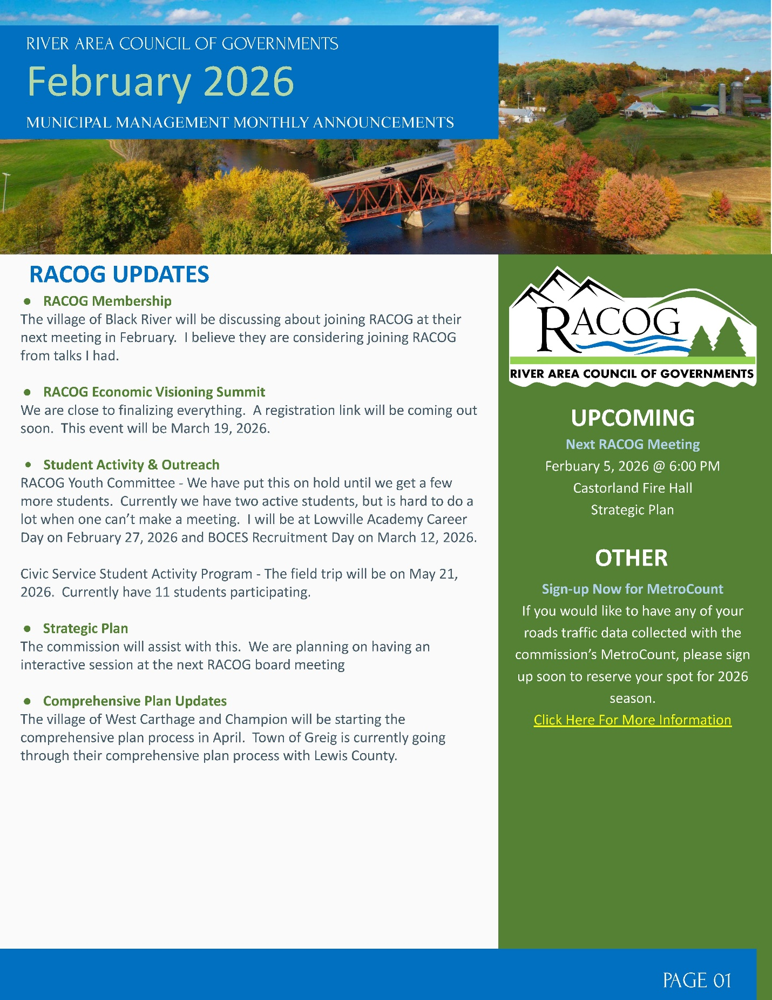 RIVER AREA COUNCIL OF GOVERNMENTS
February 2026
MUNICIPAL MANAGEMENT MONTHLY ANNOUNCEMENTS
RACOG UPDATES
● RACOG Membership
The village of Black River will be discussing about joining RACOG at their
next meeting in February.  I believe they are considering joining RACOG
from talks I had.
● RACOG Economic Visioning Summit
We are close to finalizing everything.  A registration link will be coming out
soon.  This event will be March 19, 2026.
● Student Activity & Outreach
RACOG Youth Committee - We have put this on hold until we get a few
more students.  Currently we have two active students, but is hard to do a
lot when one can’t make a meeting.  I will be at Lowville Academy Career
Day on February 27, 2026 and BOCES Recruitment Day on March 12, 2026.
Civic Service Student Activity Program - The field trip will be on May 21,
2026.  Currently have 11 students participating.
● Strategic Plan
The commission will assist with this.  We are planning on having an
interactive session at the next RACOG board meeting
● Comprehensive Plan Updates
The village of West Carthage and Champion will be starting the
comprehensive plan process in April.  Town of Greig is currently going
through their comprehensive plan process with Lewis County.
RACOG
RIVER AREA COUNCIL OF GOVERNMENTS
UPCOMING
Next RACOG Meeting
Ferbuary 5, 2026 @ 6:00 PM
Castorland Fire Hall
Strategic Plan
OTHER
Sign-up Now for MetroCount
If you would like to have any of your
roads traffic data collected with the
commission’s MetroCount, please sign
up soon to reserve your spot for 2026
season.
Click Here For More Information
PAGE 01